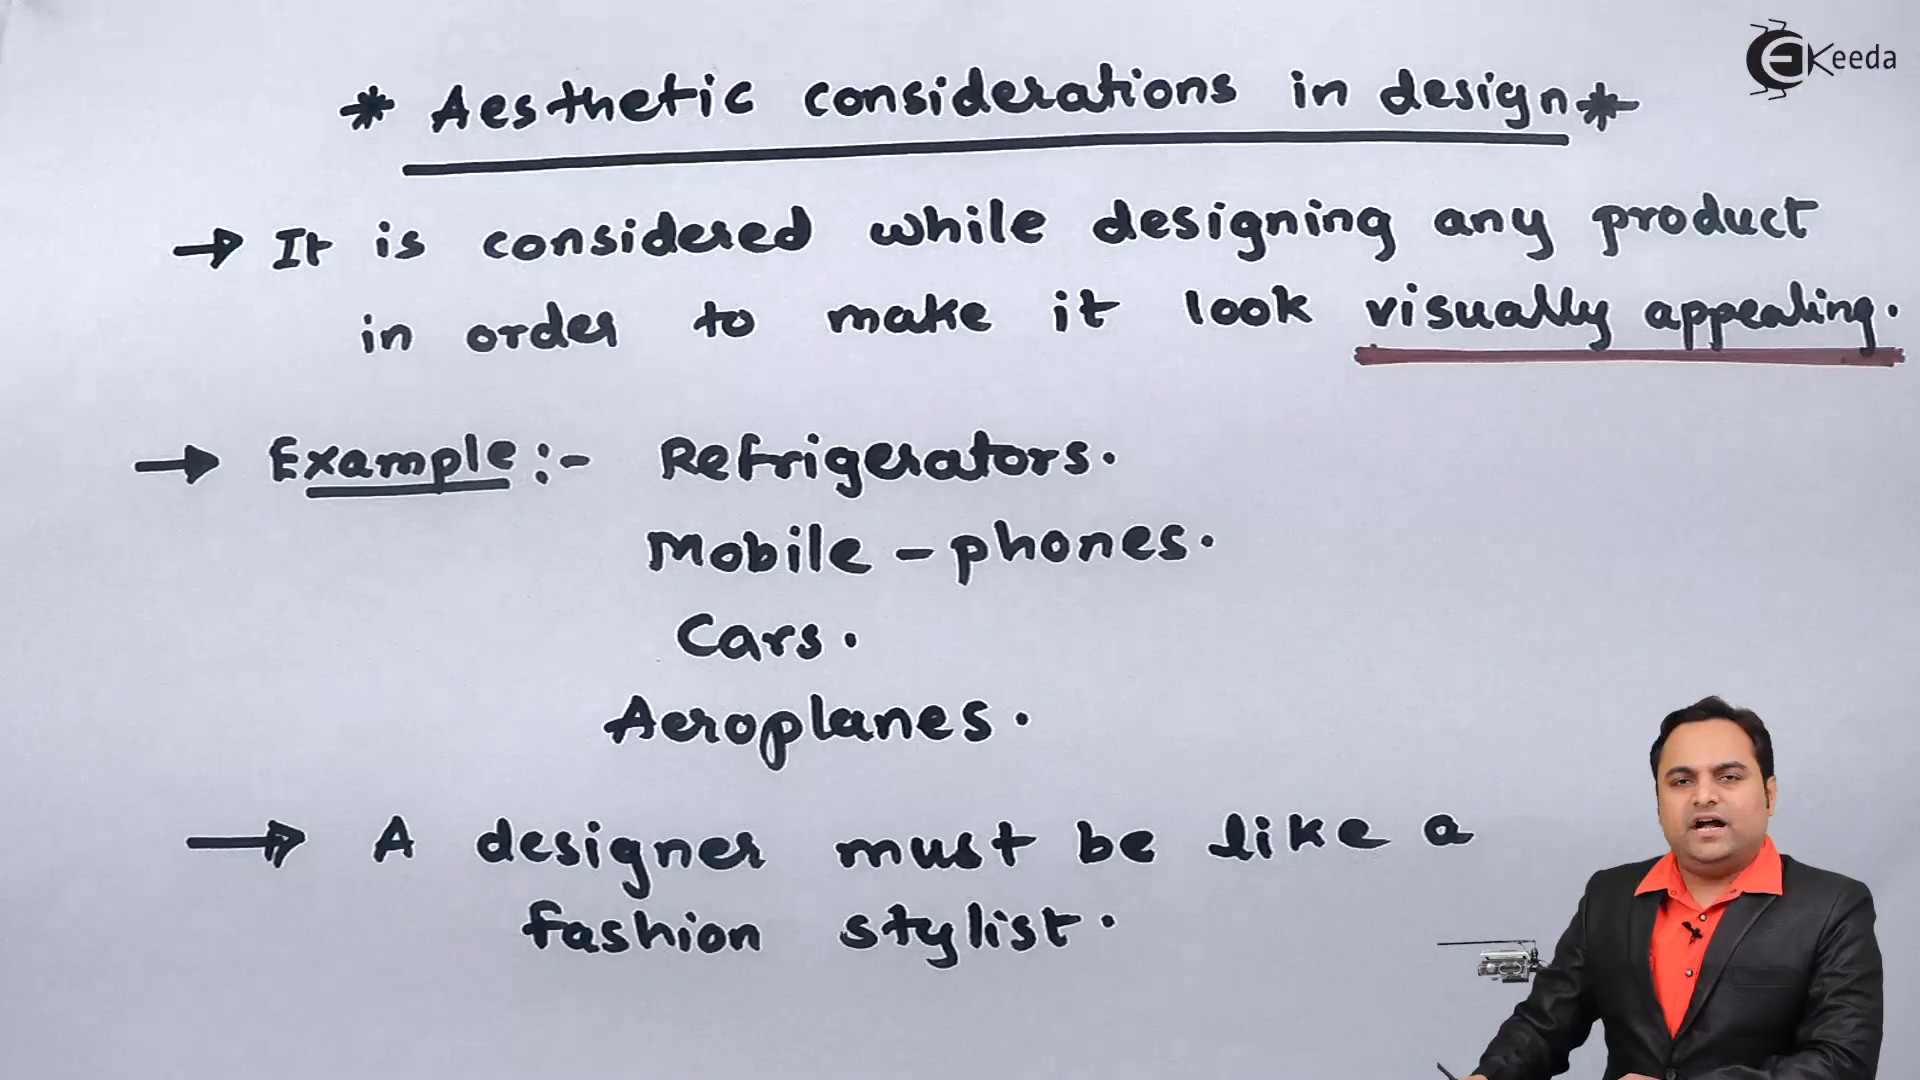 EKeeda
* Aesthetic considerations in design *
→ It is considered while designing any product
in order to make it look visually appealing.
→ Example:- Refrigerators.
Mobile-phones.
Cars.
Aeroplanes.
→ A designer must be like a
fashion stylist.